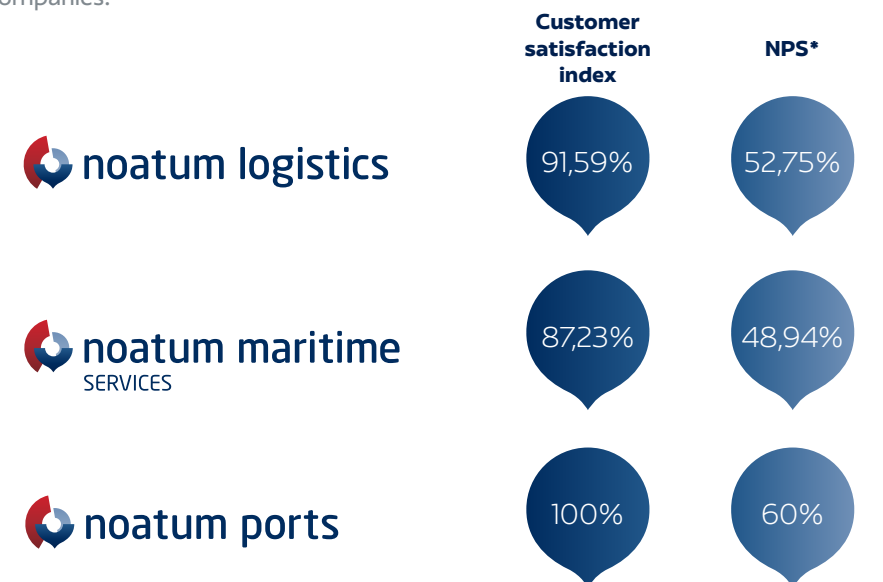 companies.
Customer
satisfaction
index
NPS*
noatum logistics
91,59%
52,75%
noatum maritime
SERVICES
87,23%
48,94%
noatum ports
100%
60%